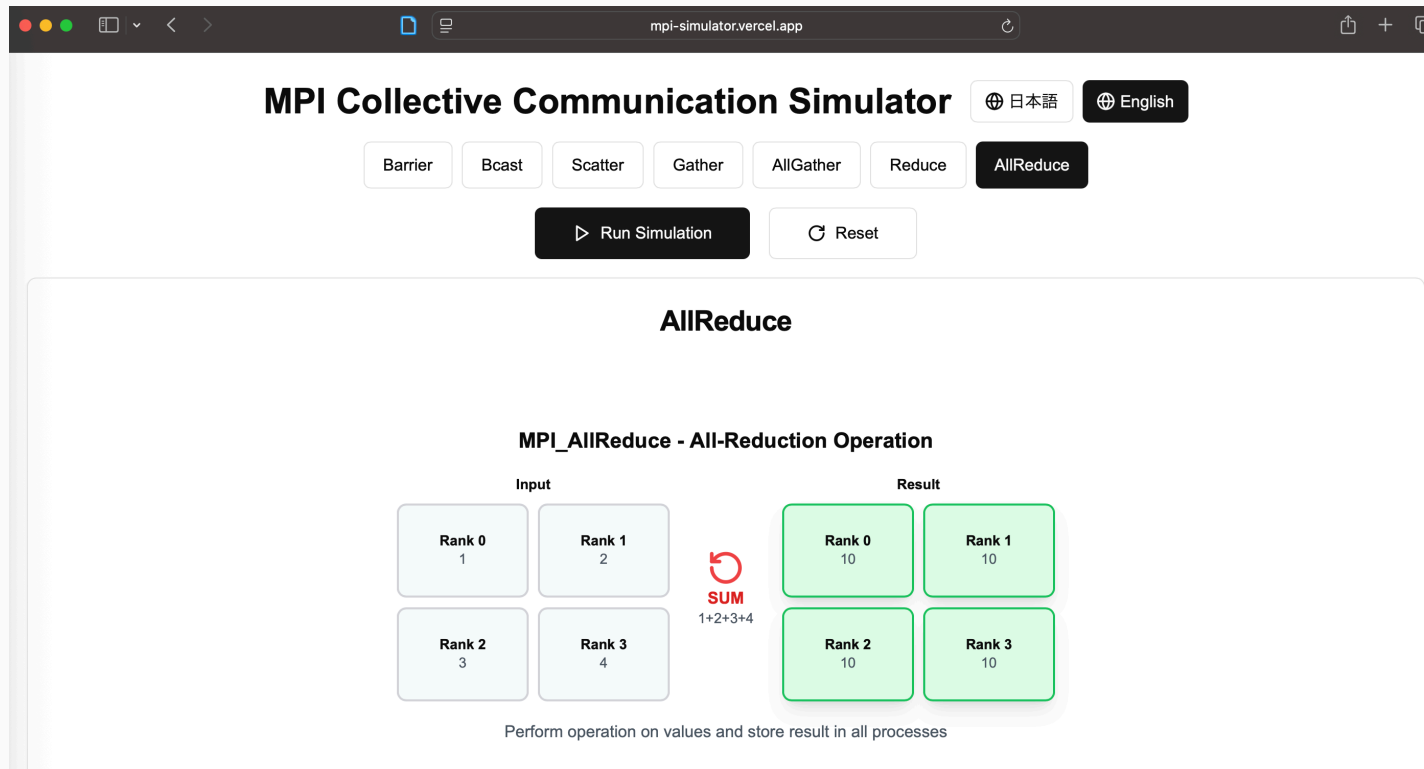 mpi-simulator.vercel.app
MPI Collective Communication Simulator 日本語 English
Barrier Bcast Scatter Gather AllGather Reduce AllReduce
Run Simulation Reset
AllReduce
MPI_AllReduce - All-Reduction Operation
Input Result
Rank 0 Rank 1 Rank 0 Rank 1
1 2 10 10
SUM
1+2+3+4
Rank 2 Rank 3 Rank 2 Rank 3
3 4 10 10
Perform operation on values and store result in all processes